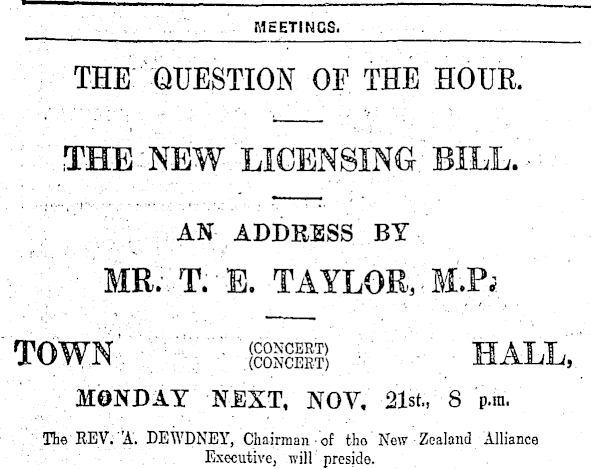 MEETINGS.
THE QUESTION OF THE HOUR.
THE NEW LICENSING BILL.
AN ADDRESS BY
MR. T. E. TAYLOR, M.P.
TOWN (CONCERT) HALL,
(CONCERT)
MONDAY NEXT, NOV. 21st., 8 p.m.
The REV. A. DEWDNEY, Chairman of the New Zealand Alliance
Executive, will preside.